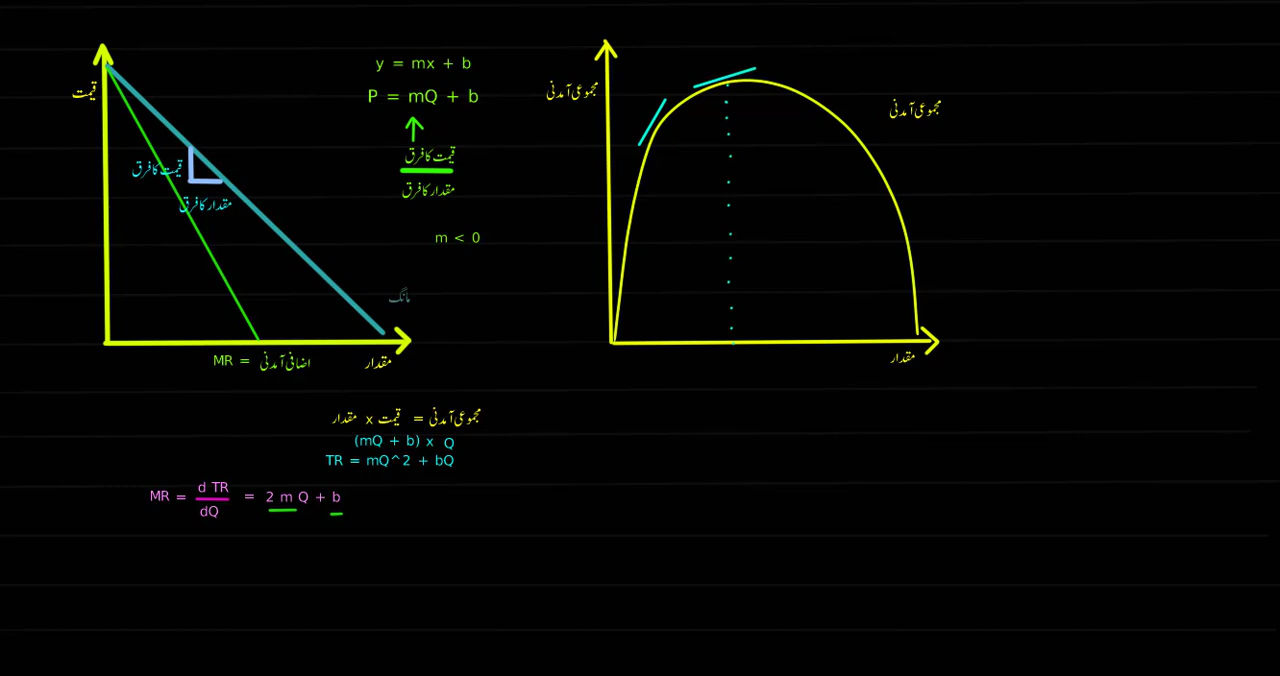 قیمت
قیمت کا فرق
مقدار کا فرق
مانگ
MR = اضافی آمدنی
مقدار
y = mx + b
P = mQ + b
قیمت کا فرق
مقدار کا فرق
m < 0
مجموعی آمدنی
مجموعی آمدنی
مقدار
مجموعی آمدنی = قیمت x مقدار
(mQ + b) x Q
TR = mQ^2 + bQ
MR = d TR / dQ = 2 m Q + b